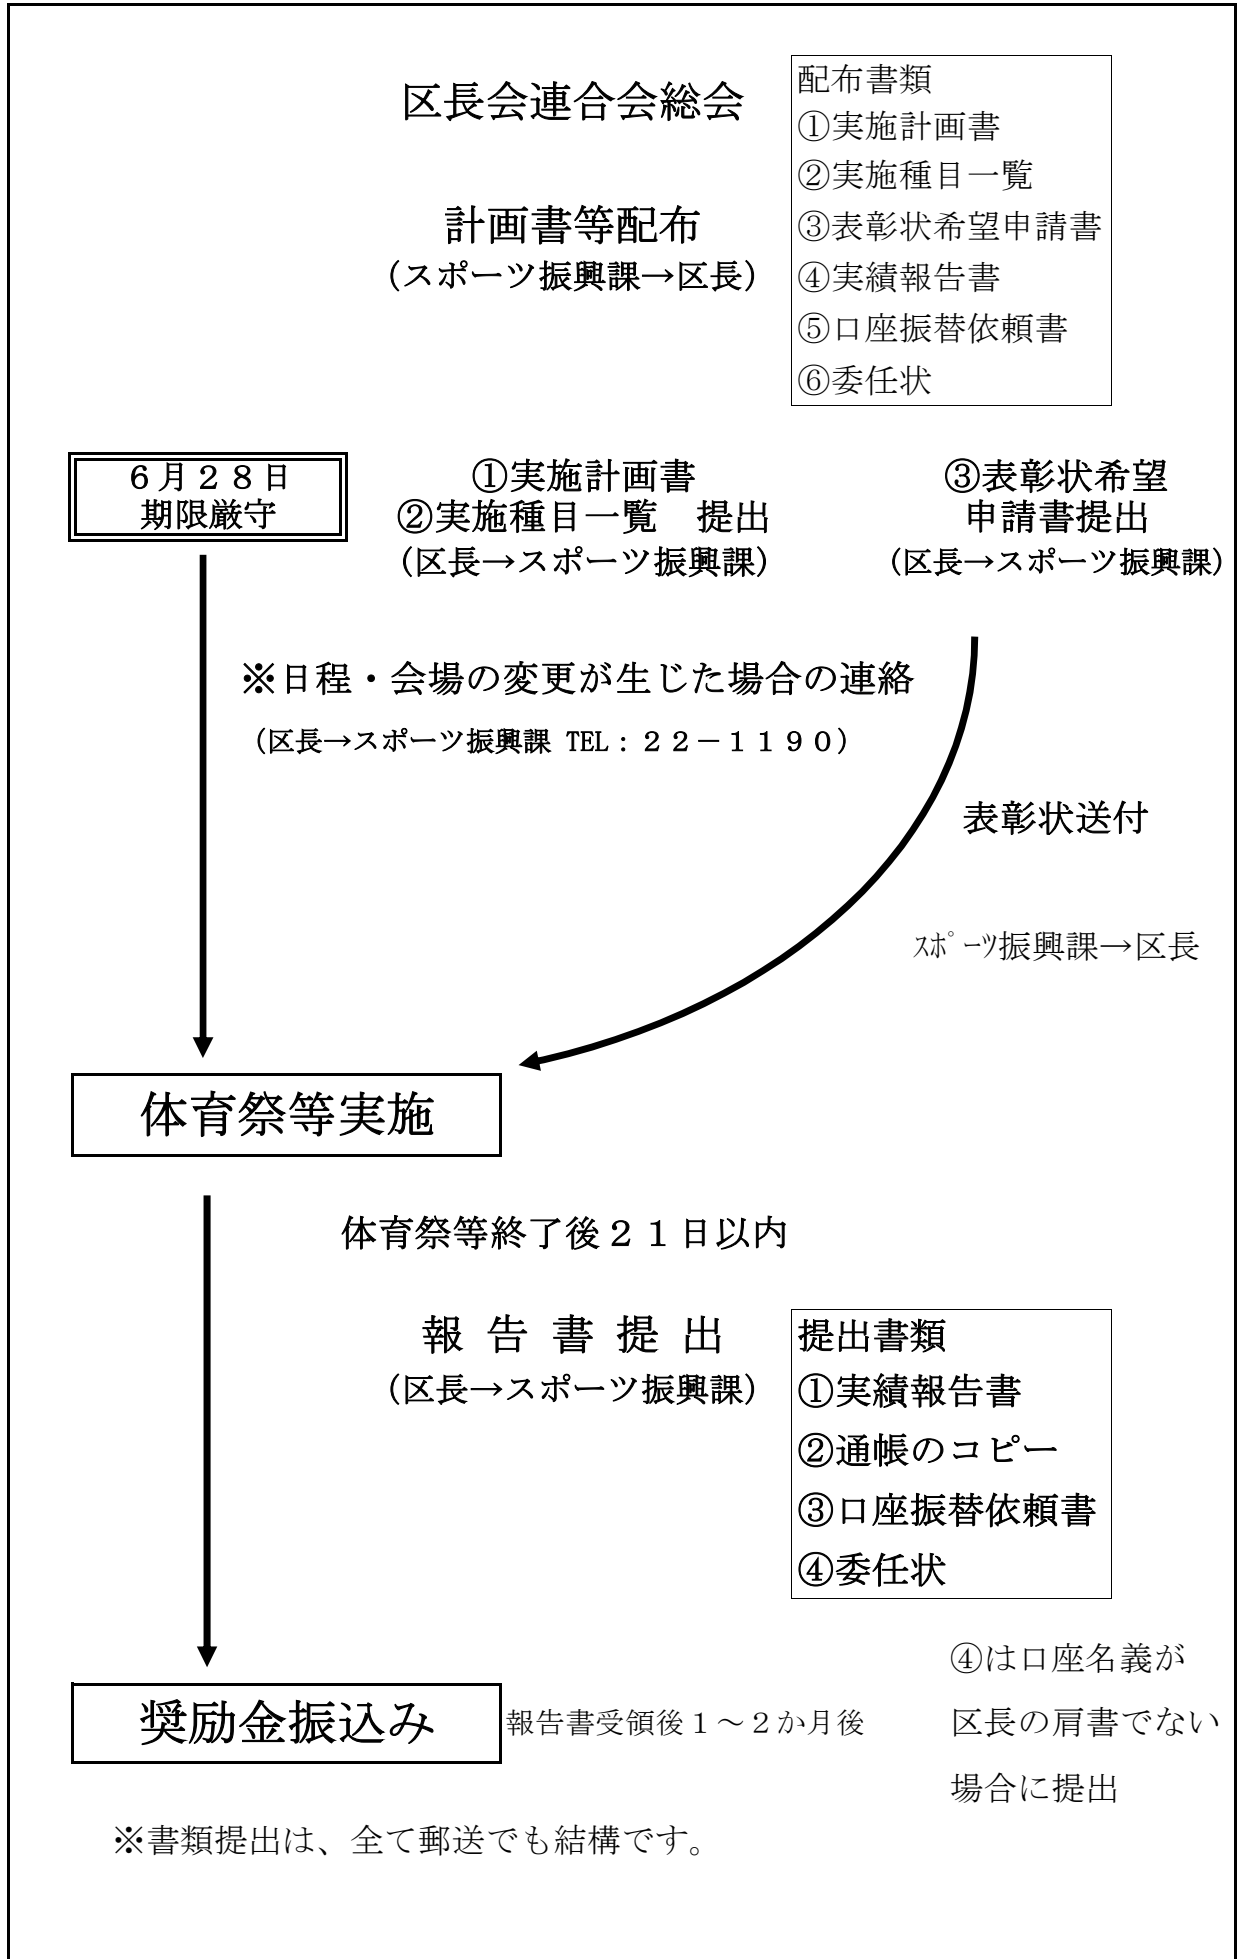 区長会連合会総会
計画書等配布
（スポーツ振興課→区長）
配布書類
①実施計画書
②実施種目一覧
③表彰状希望申請書
④実績報告書
⑤口座振替依頼書
⑥委任状
６月２８日
期限厳守
①実施計画書
②実施種目一覧　提出
（区長→スポーツ振興課）
③表彰状希望
申請書提出
（区長→スポーツ振興課）
※日程・会場の変更が生じた場合の連絡
（区長→スポーツ振興課 TEL：２２－１１９０）
表彰状送付
ｽﾎﾟｰﾂ振興課→区長
体育祭等実施
体育祭等終了後２１日以内
報 告 書 提 出
（区長→スポーツ振興課）
提出書類
①実績報告書
②通帳のコピー
③口座振替依頼書
④委任状
④は口座名義が
区長の肩書でない
場合に提出
奨励金振込み
報告書受領後１～２か月後
※書類提出は、全て郵送でも結構です。